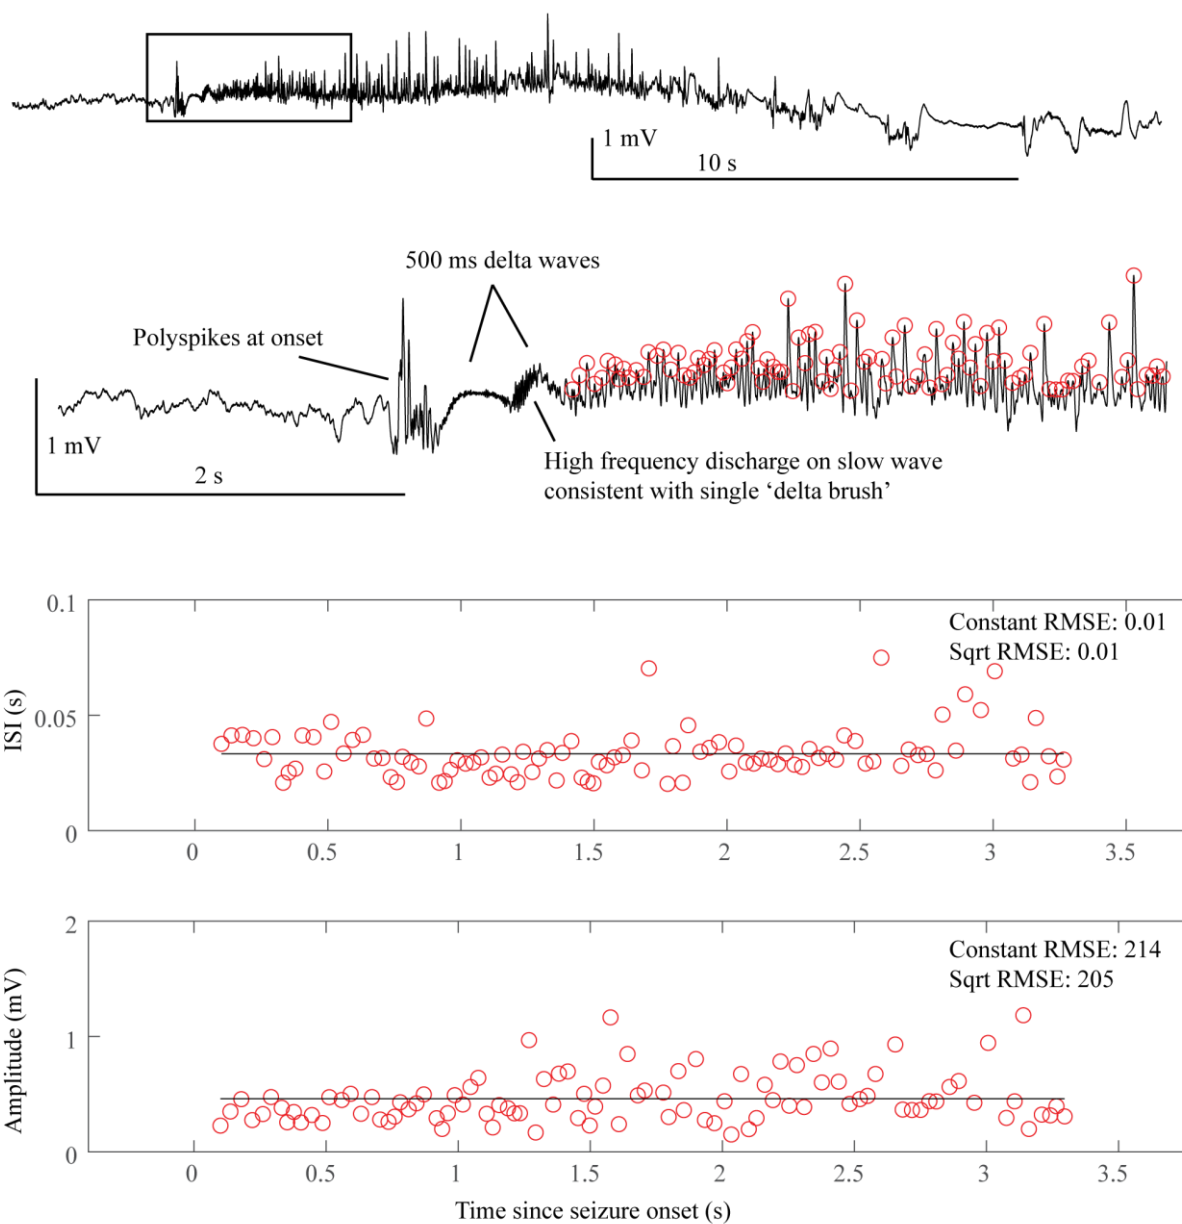 1 mV
10 s
500 ms delta waves
Polyspikes at onset
1 mV
2 s
High frequency discharge on slow wave
consistent with single ‘delta brush’
0.1
Constant RMSE: 0.01
Sqrt RMSE: 0.01
ISI (s)
0.05
0
0 0.5 1 1.5 2 2.5 3 3.5
2
Constant RMSE: 214
Sqrt RMSE: 205
Amplitude (mV)
1
0
0 0.5 1 1.5 2 2.5 3 3.5
Time since seizure onset (s)